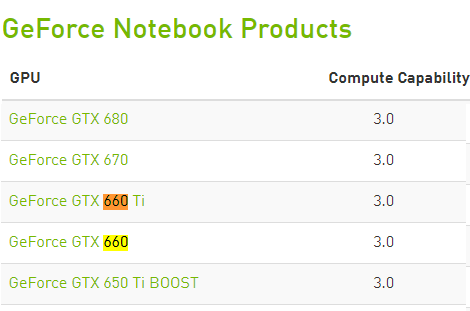 GeForce Notebook Products
GPU Compute Capability
GeForce GTX 680 3.0
GeForce GTX 670 3.0
GeForce GTX 660 Ti 3.0
GeForce GTX 660 3.0
GeForce GTX 650 Ti BOOST 3.0